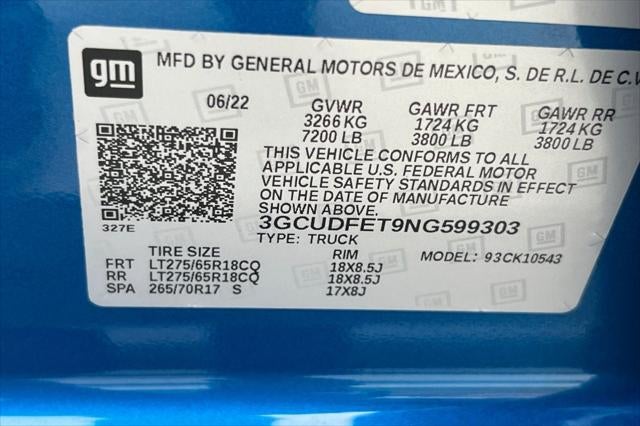 gm MFD BY GENERAL MOTORS DE MEXICO, S. DE R.L. DE C.V
06/22 GVWR GAWR FRT GAWR RR
3266 KG 1724 KG 1724 KG
7200 LB 3800 LB 3800 LB
THIS VEHICLE CONFORMS TO ALL
APPLICABLE U.S. FEDERAL MOTOR
VEHICLE SAFETY STANDARDS IN EFFECT
ON THE DATE OF MANUFACTURE
SHOWN ABOVE.
327E 3GCUDFET9NG599303
TYPE: TRUCK
TIRE SIZE RIM MODEL: 93CK10543
FRT LT275/65R18CQ 18X8.5J
RR LT275/65R18CQ 18X8.5J
SPA 265/70R17 S 17X8J